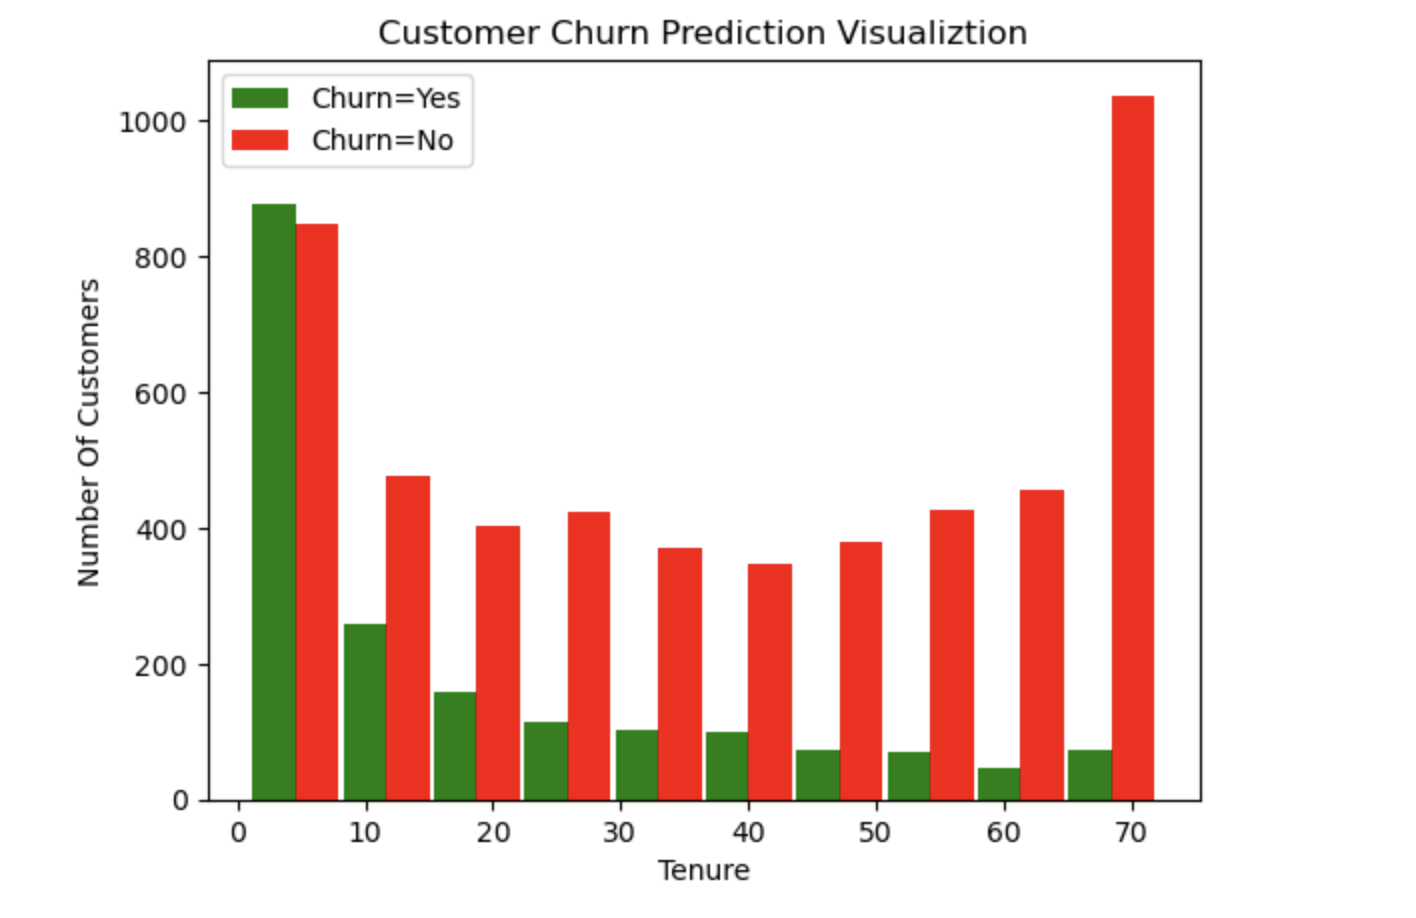 Customer Churn Prediction Visualiztion
Churn=Yes
Churn=No
1000
800
600
400
200
0
Number Of Customers
0 10 20 30 40 50 60 70
Tenure